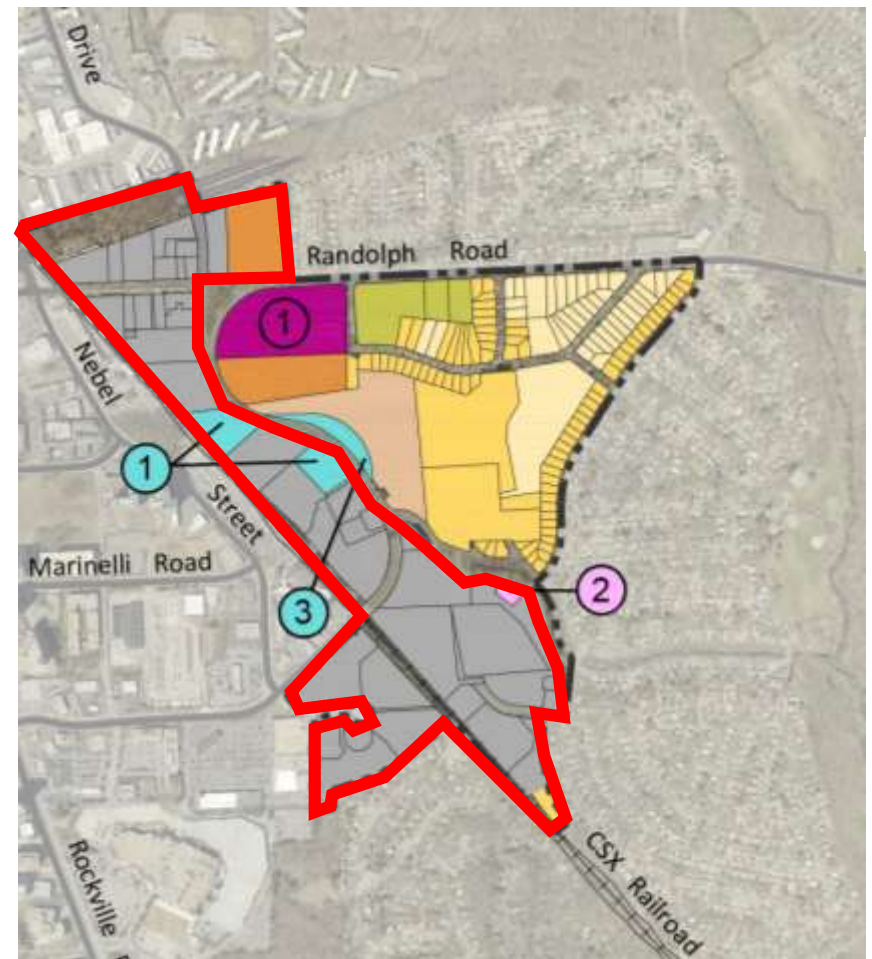 Drive
Randolph Road
1
Nebel
1
Street
Marinelli Road
2
3
Rockville
CSX Railroad